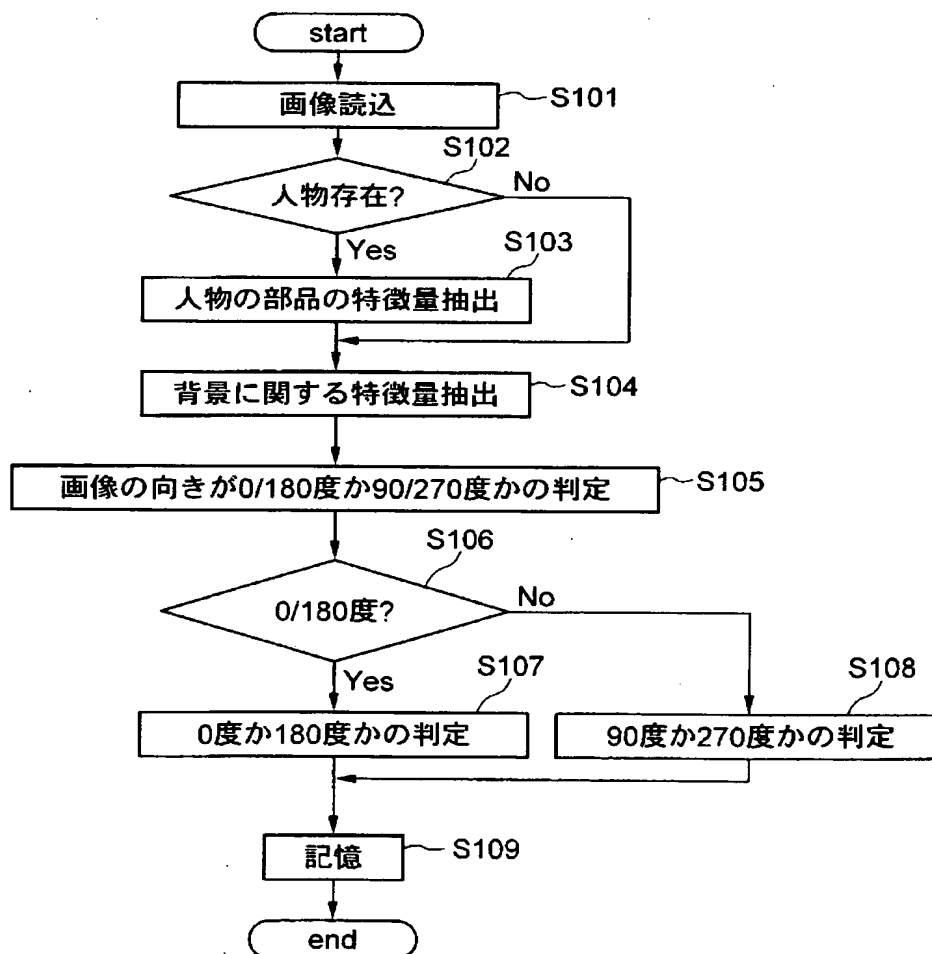 start
画像読込
S101
S102
人物存在?
No
Yes
S103
人物の部品の特徴量抽出
背景に関する特徴量抽出
S104
画像の向きが0/180度か90/270度かの判定
S105
S106
0/180度?
No
Yes
S107
S108
0度か180度かの判定
90度か270度かの判定
記憶
S109
end